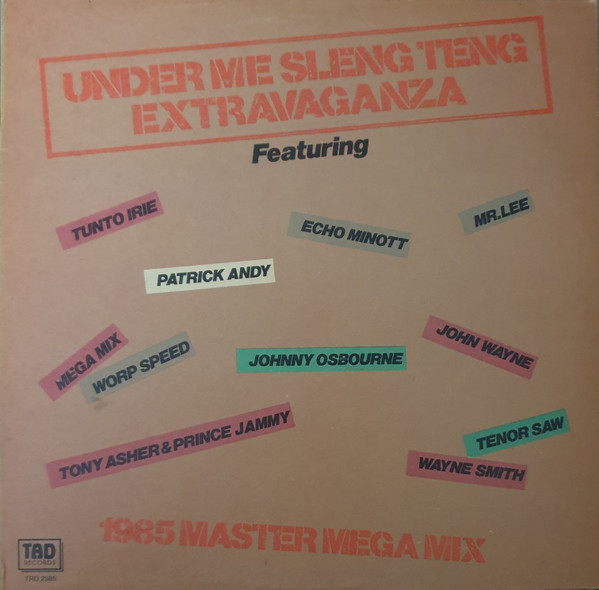 UNDER ME SLENG TENG
EXTRAVAGANZA
Featuring
TUNTO IRIE
ECHO MINOTT
MR.LEE
PATRICK ANDY
MEGA MIX
WORP SPEED
JOHNNY OSBOURNE
JOHN WAYNE
TONY ASHER & PRINCE JAMMY
TENOR SAW
WAYNE SMITH
1985 MASTER MEGA MIX
TAD
RECORDS